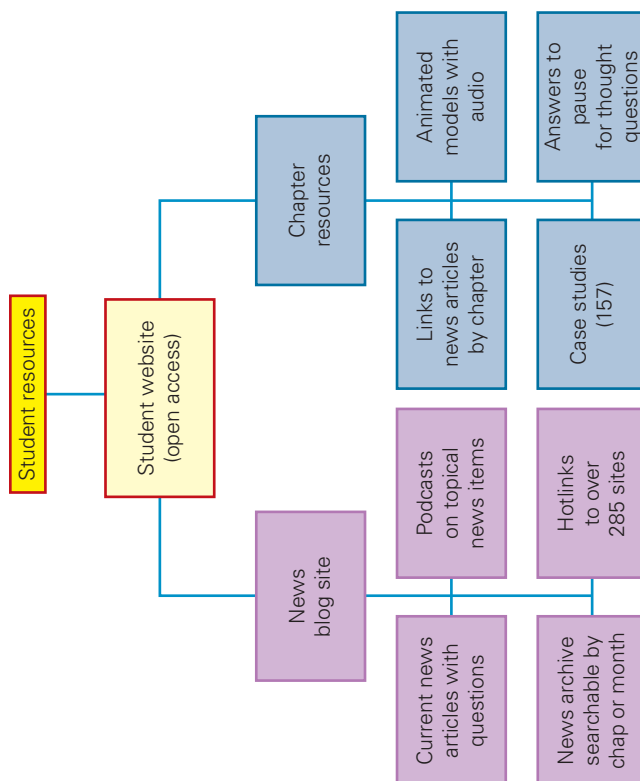 Student resources
Student website
(open access)
News
blog site
Chapter
resources
Current news
articles with
questions
Podcasts
on topical
news items
News archive
searchable by
chap or month
Hotlinks
to over
285 sites
Links to
news articles
by chapter
Animated
models with
audio
Case studies
(157)
Answers to
pause
for thought
questions